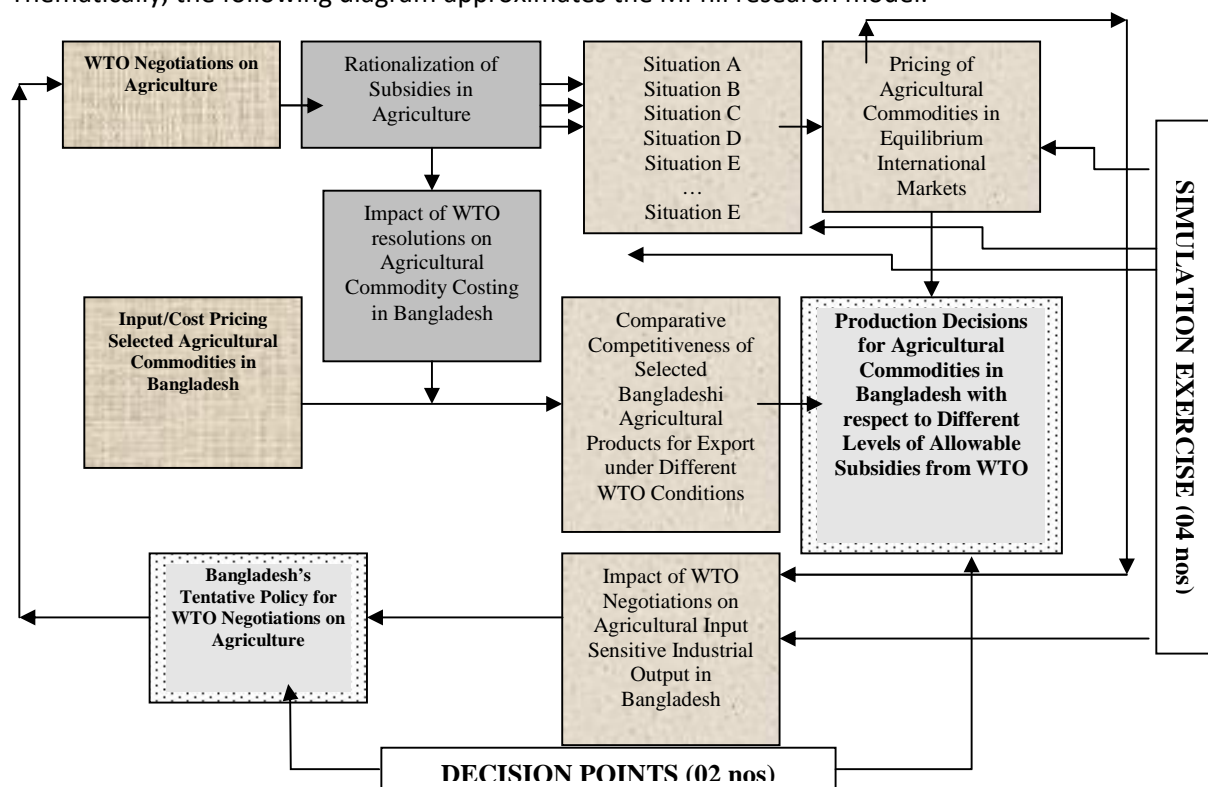 Thematically, the following diagram approximates the M.Phil research model:
WTO Negotiations on
Agriculture
Rationalization of
Subsidies in
Agriculture
Situation A
Situation B
Situation C
Situation D
Situation E
…
Situation E
Pricing of
Agricultural
Commodities in
Equilibrium
International
Markets
SIMULATION EXERCISE (04 nos)
Impact of WTO
resolutions on
Agricultural
Commodity Costing
in Bangladesh
Input/Cost Pricing
Selected Agricultural
Commodities in
Bangladesh
Comparative
Competitiveness of
Selected
Bangladeshi
Agricultural
Products for Export
under Different
WTO Conditions
Production Decisions
for Agricultural
Commodities in
Bangladesh with
respect to Different
Levels of Allowable
Subsidies from WTO
Bangladesh’s
Tentative Policy for
WTO Negotiations on
Agriculture
Impact of WTO
Negotiations on
Agricultural Input
Sensitive Industrial
Output in
Bangladesh
DECISION POINTS (02 nos)